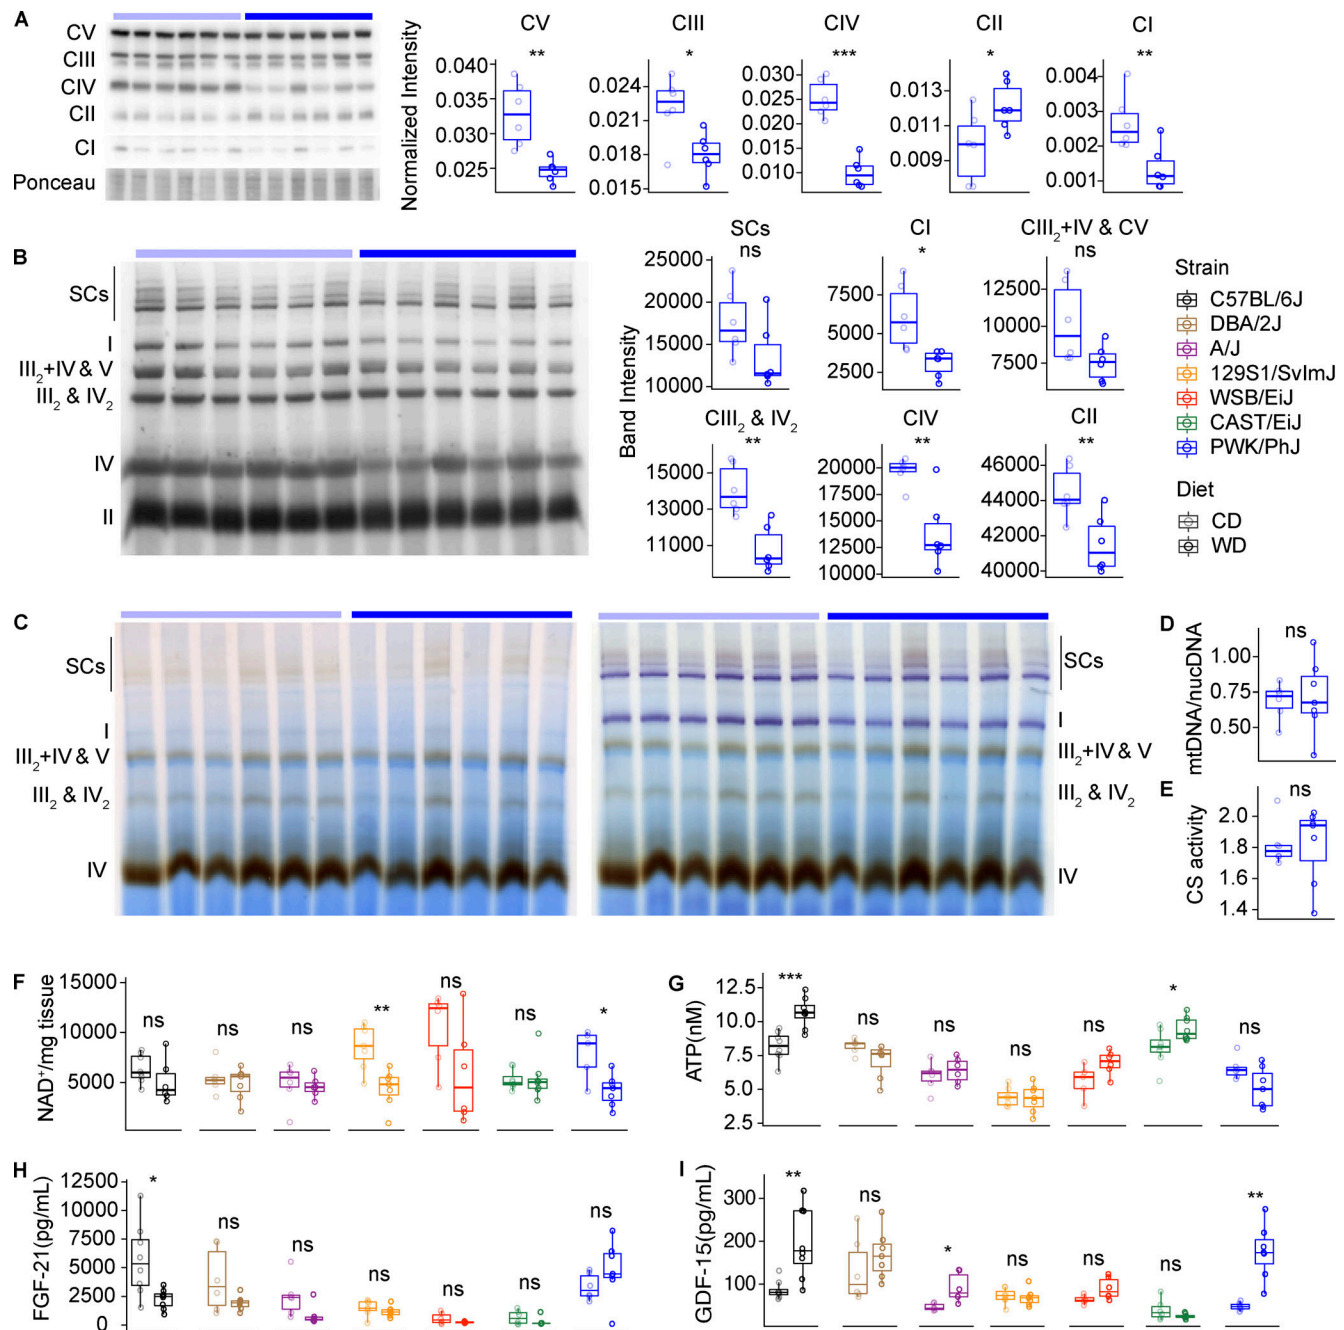 A
CV
CIII
CIV
CII
CI
Ponceau
Normalized Intensity
CV
**
0.040
0.035
0.030
0.025
CIII
*
0.024
0.021
0.018
0.015
CIV
***
0.030
0.025
0.020
0.015
0.010
CII
*
0.013
0.011
0.009
CI
**
0.004
0.003
0.002
0.001
B
SCs
I
III2+IV & V
III2 & IV2
IV
II
Band Intensity
SCs
ns
25000
20000
15000
10000
CI
*
7500
5000
2500
CIII2+IV & CV
ns
12500
10000
7500
CIII2 & IV2
**
15000
13000
11000
CIV
**
20000
17500
15000
12500
10000
CII
**
46000
44000
42000
40000
Strain
C57BL/6J
DBA/2J
A/J
129S1/SvImJ
WSB/EiJ
CAST/EiJ
PWK/PhJ
Diet
CD
WD
C
SCs
I
III2+IV & V
III2 & IV2
IV
SCs
I
III2+IV & V
III2 & IV2
IV
D
mtDNA/nucDNA
ns
1.00
0.75
0.50
E
CS activity
ns
2.0
1.8
1.6
1.4
F
NAD+/mg tissue
15000
10000
5000
ns
ns
ns
**
ns
ns
*
G
ATP(nM)
12.5
10.0
7.5
5.0
2.5
***
ns
ns
ns
ns
*
ns
H
FGF-21(pg/mL)
12500
10000
7500
5000
2500
0
*
ns
ns
ns
ns
ns
ns
I
GDF-15(pg/mL)
300
200
100
**
ns
*
ns
ns
ns
**